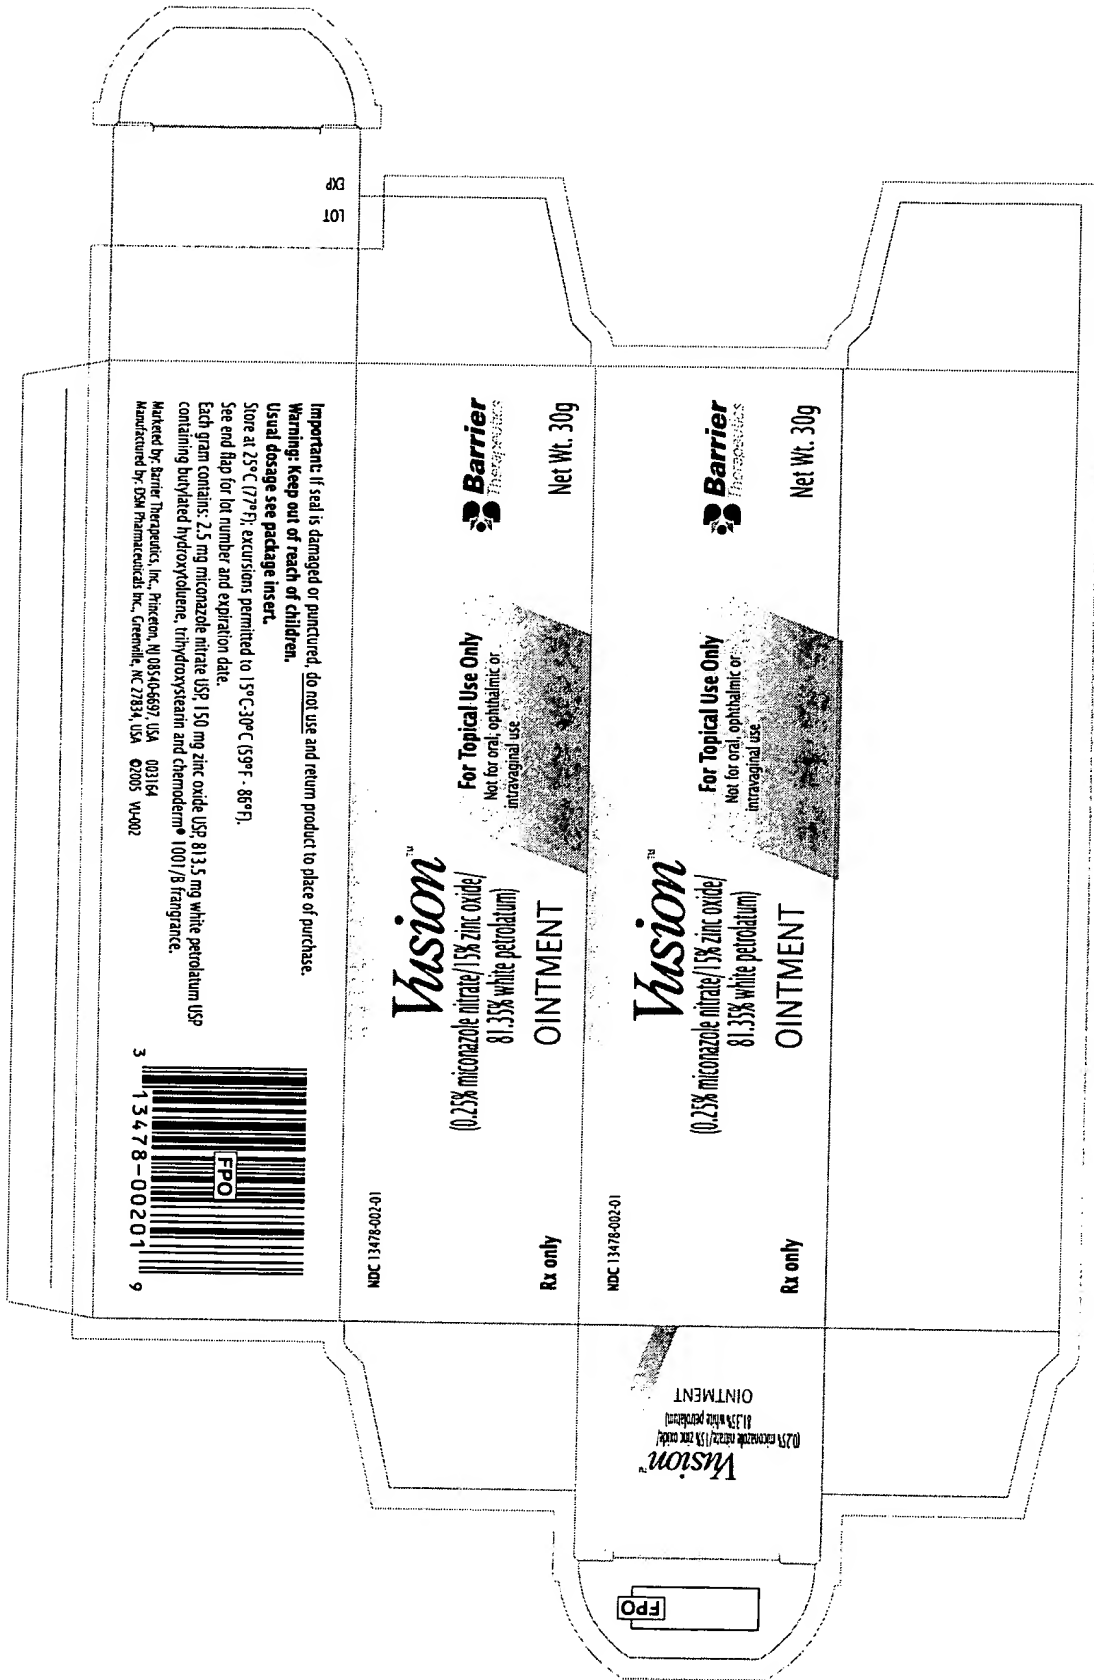 EXP
LOT
Important: If seal is damaged or punctured, do not use and return product to place of purchase.
Warning: Keep out of reach of children.
Usual dosage see package insert.
Store at 25°C (77°F); excursions permitted to 15°C-30°C (59°F - 86°F).
See end flap for lot number and expiration date.
Each gram contains: 2.5 mg miconazole nitrate USP, 150 mg zinc oxide USP, 813.5 mg white petrolatum USP
containing butylated hydroxytoluene, trihydroxystearin and chemoderm® 1001/B frangrance.
Marketed by: Barrier Therapeutics, Inc., Princeton, NJ 08540-6697, USA 003164
Manufactured by: DSM Pharmaceuticals Inc., Greenville, NC 27834, USA ©2005 VU-002
FPO
3 13478-00201 9
Barrier
Therapeutics
Net Wt. 30g
For Topical Use Only
Not for oral, ophthalmic or
intravaginal use
Vusion™
(0.25% miconazole nitrate/15% zinc oxide/
81.35% white petrolatum)
OINTMENT
NDC 13478-002-01
Rx only
Barrier
Therapeutics
Net Wt. 30g
For Topical Use Only
Not for oral, ophthalmic or
intravaginal use
Vusion™
(0.25% miconazole nitrate/15% zinc oxide/
81.35% white petrolatum)
OINTMENT
NDC 13478-002-01
Rx only
Vusion™
(0.25% miconazole nitrate/15% zinc oxide/
81.35% white petrolatum)
OINTMENT
FPO